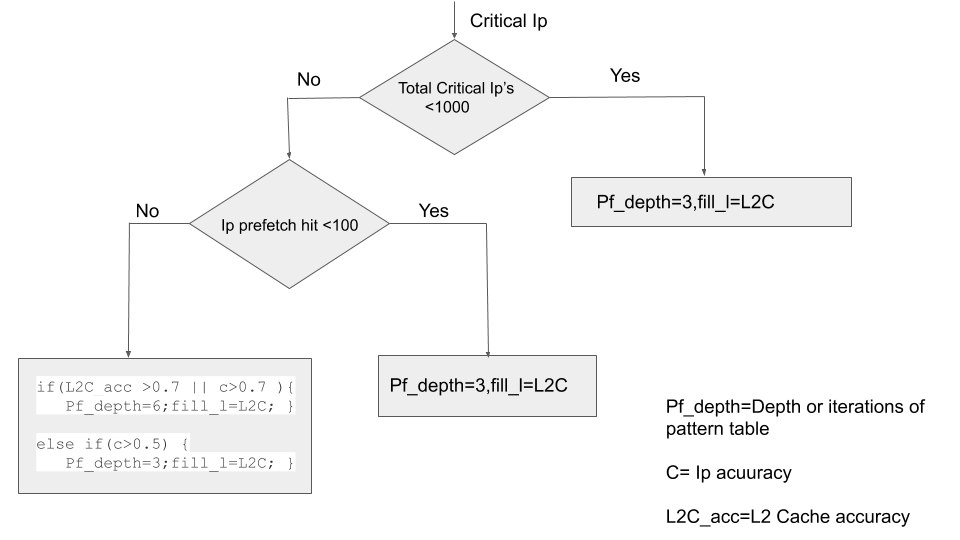 Critical Ip
No
Total Critical Ip's
<1000
Yes
Pf_depth=3,fill_l=L2C
No
Ip prefetch hit <100
Yes
if(L2C_acc >0.7 || c>0.7 ){
Pf_depth=6;fill_l=L2C; }
else if(c>0.5) {
Pf_depth=3;fill_l=L2C; }
Pf_depth=3,fill_l=L2C
Pf_depth=Depth or iterations of
pattern table
C= Ip acuuracy
L2C_acc=L2 Cache accuracy